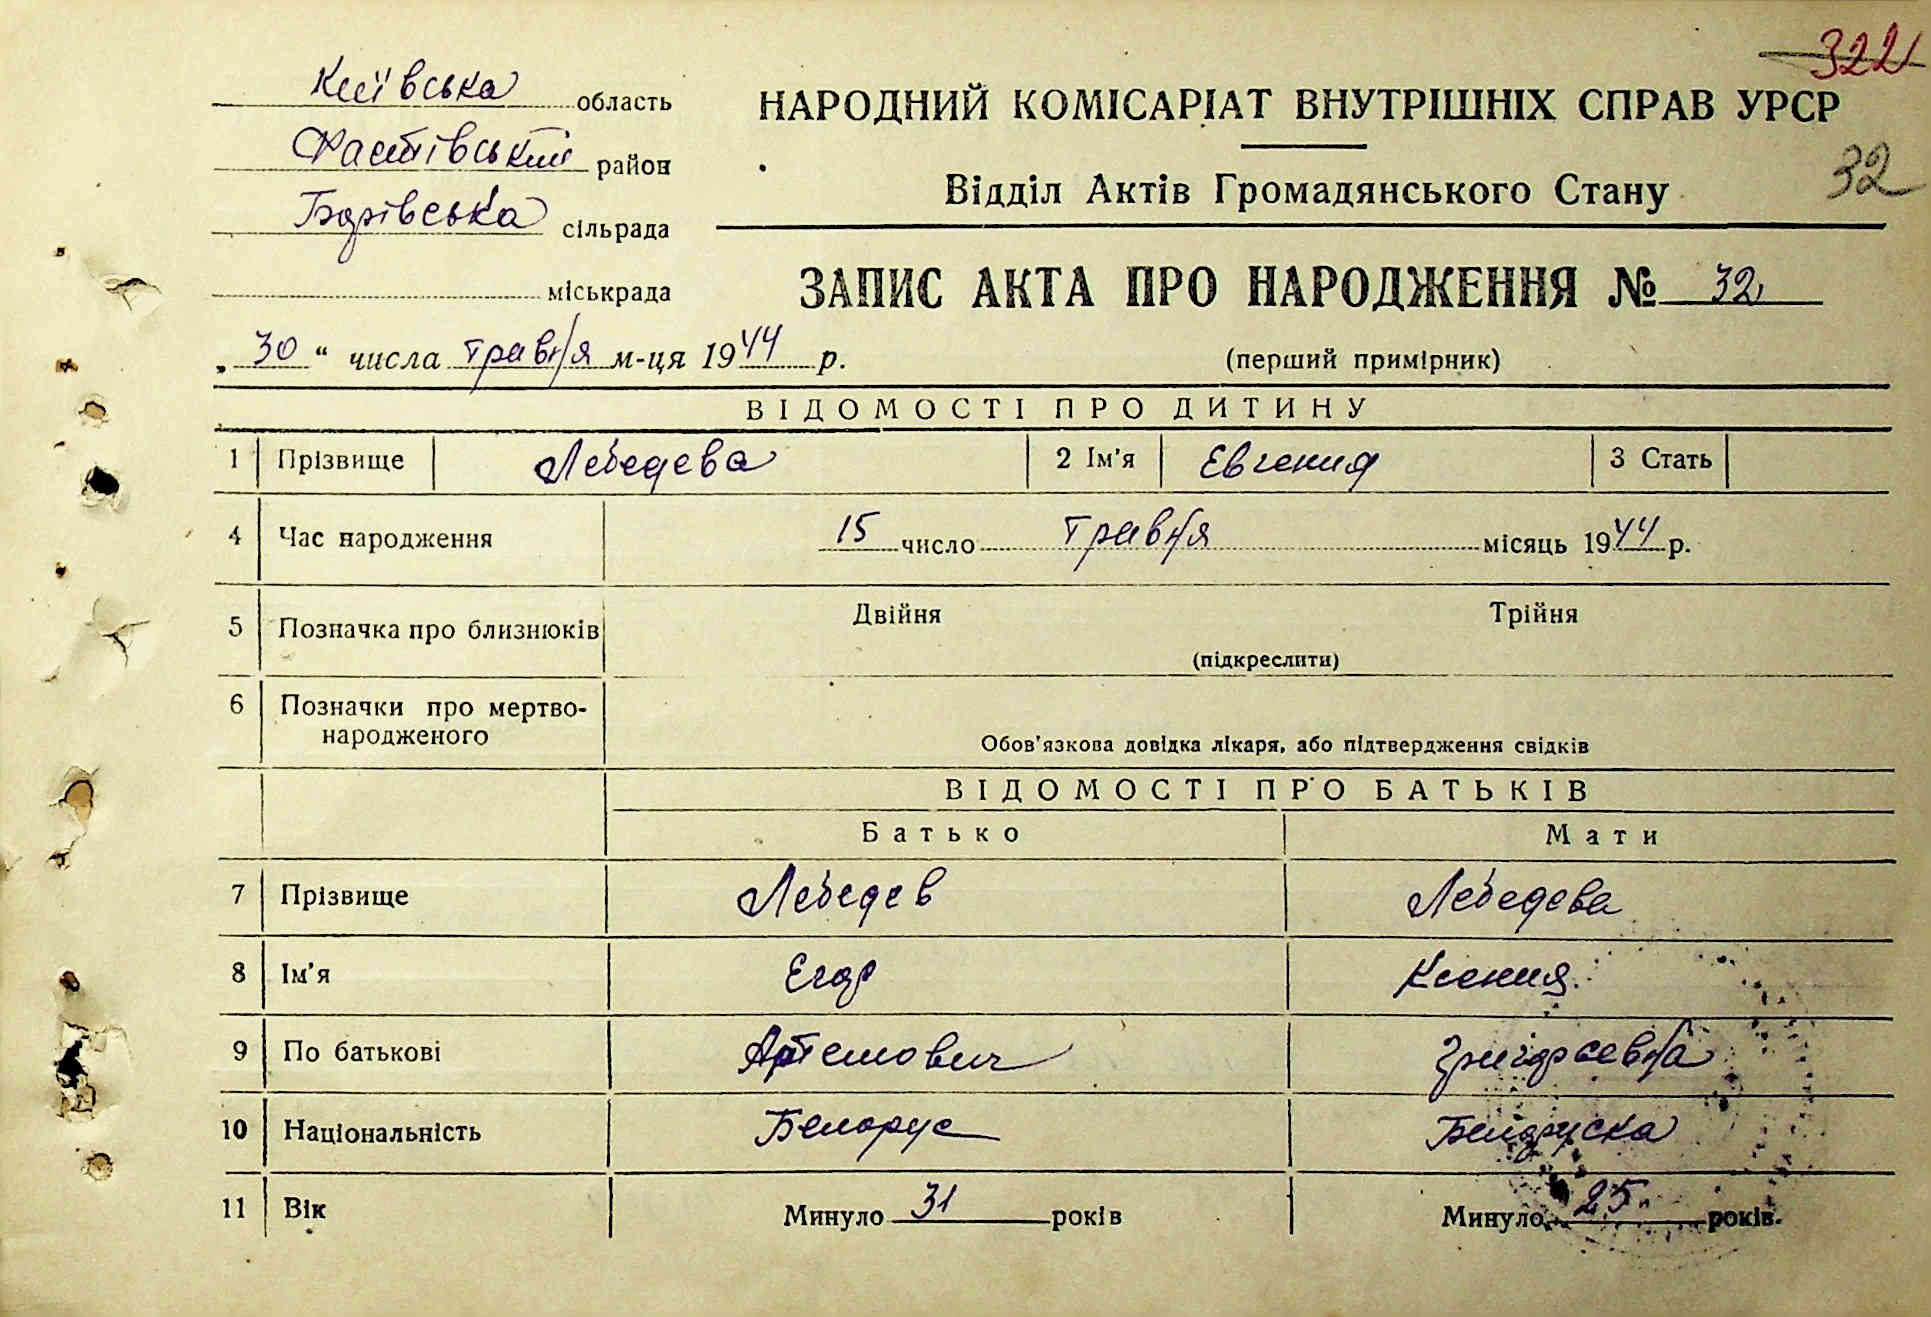 322
Київська область
Фастівський район
Борівська сільрада
міськрада
НАРОДНИЙ КОМІСАРІАТ ВНУТРІШНІХ СПРАВ УРСР
32
Відділ Актів Громадянського Стану
ЗАПИС АКТА ПРО НАРОДЖЕННЯ № 32
„30“ числа травня м-ця 1944 р.
(перший примірник)
ВІДОМОСТІ ПРО ДИТИНУ
1 Прізвище Лебедева 2 Ім'я Евгения 3 Стать
4 Час народження 15 число травня місяць 1944 р.
5 Позначка про близнюків Двійня Трійня
(підкреслити)
6 Позначки про мертво-
народженого
Обов'язкова довідка лікаря, або підтвердження свідків
ВІДОМОСТІ ПРО БАТЬКІВ
Батько Мати
7 Прізвище Лебедев Лебедева
8 Ім'я Егор Ксения
9 По батькові Артемович Григорсевна
10 Національність Белорус Белоруска
11 Вік Минуло 31 років Минуло 25 років